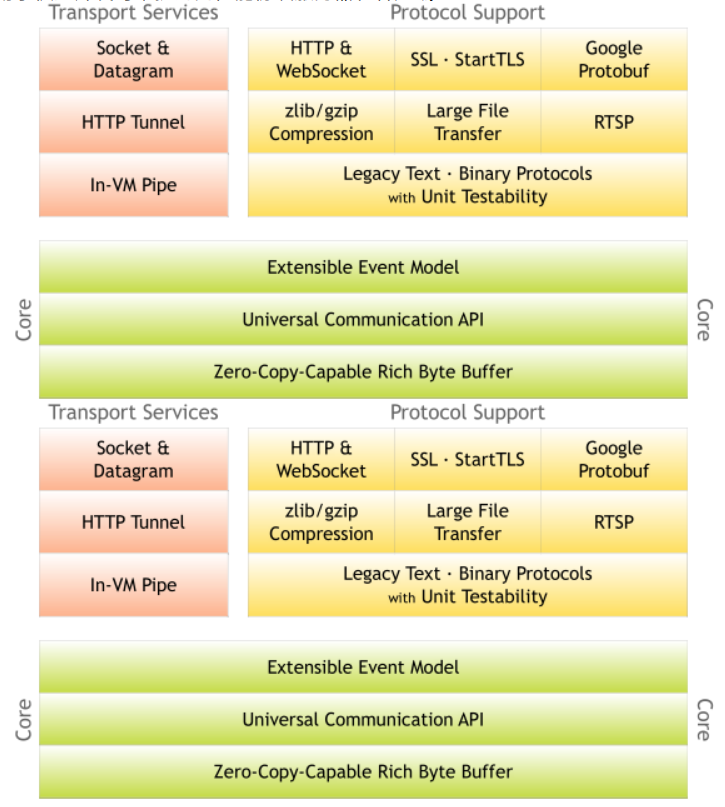 Transport Services
Protocol Support
Socket &
Datagram
HTTP &
WebSocket
SSL · StartTLS
Google
Protobuf
HTTP Tunnel
zlib/gzip
Compression
Large File
Transfer
RTSP
In-VM Pipe
Legacy Text · Binary Protocols
with Unit Testability
Core
Extensible Event Model
Universal Communication API
Zero-Copy-Capable Rich Byte Buffer
Core
Transport Services
Protocol Support
Socket &
Datagram
HTTP &
WebSocket
SSL · StartTLS
Google
Protobuf
HTTP Tunnel
zlib/gzip
Compression
Large File
Transfer
RTSP
In-VM Pipe
Legacy Text · Binary Protocols
with Unit Testability
Core
Extensible Event Model
Universal Communication API
Zero-Copy-Capable Rich Byte Buffer
Core